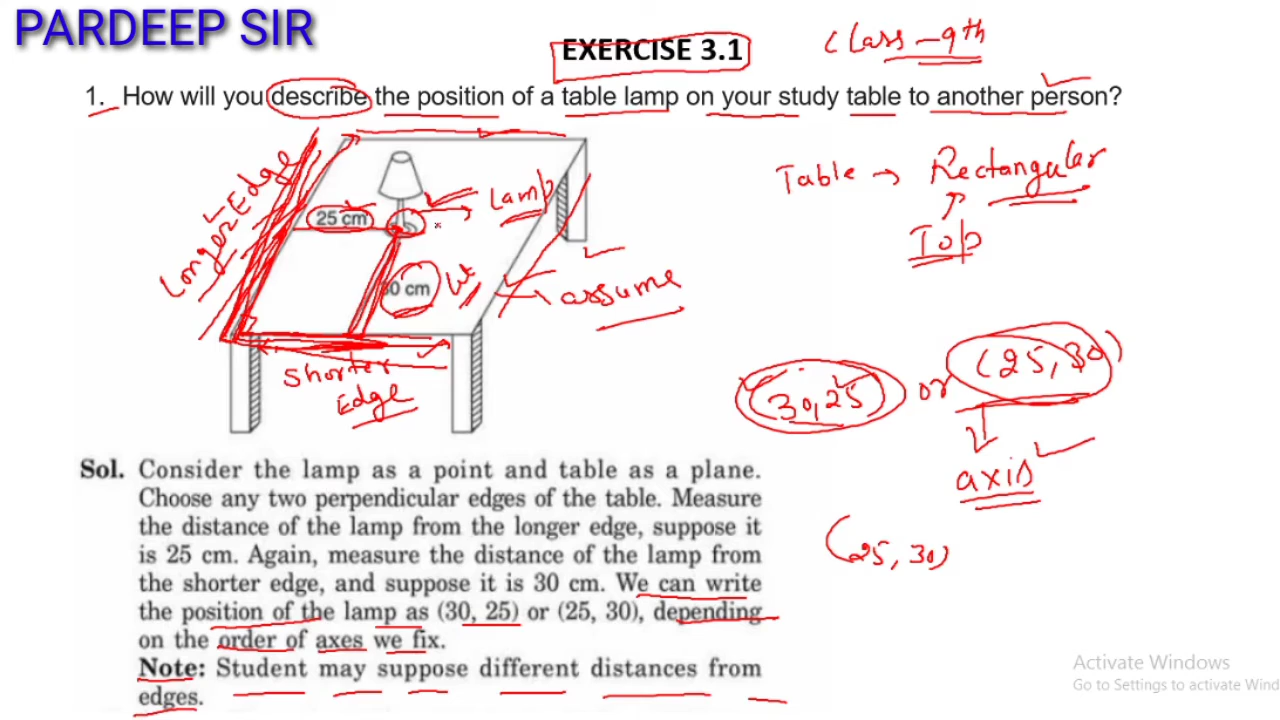 PARDEEP SIR
EXERCISE 3.1
Class - 9th
1. How will you describe the position of a table lamp on your study table to another person?
Table → Rectangular
Top
Longer Edge
25 cm
Lamp
30 cm
assume
Shorter
Edge
30,25) or (25,30)
axis
(25,30)
Sol. Consider the lamp as a point and table as a plane.
Choose any two perpendicular edges of the table. Measure
the distance of the lamp from the longer edge, suppose it
is 25 cm. Again, measure the distance of the lamp from
the shorter edge, and suppose it is 30 cm. We can write
the position of the lamp as (30, 25) or (25, 30), depending
on the order of axes we fix.
Note: Student may suppose different distances from
edges.
Activate Windows
Go to Settings to activate Wind